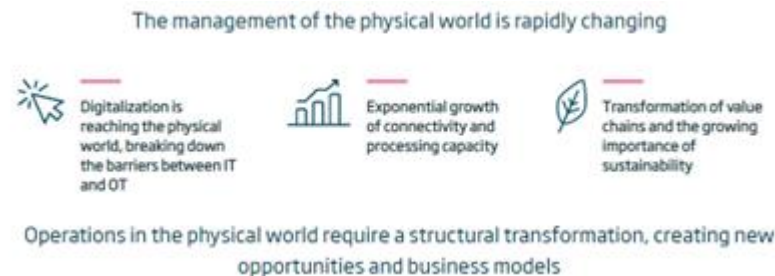 The management of the physical world is rapidly changing
Digitalization is
reaching the physical
world, breaking down
the barriers between IT
and OT
Exponential growth
of connectivity and
processing capacity
Transformation of value
chains and the growing
importance of
sustainability
Operations in the physical world require a structural transformation, creating new
opportunities and business models